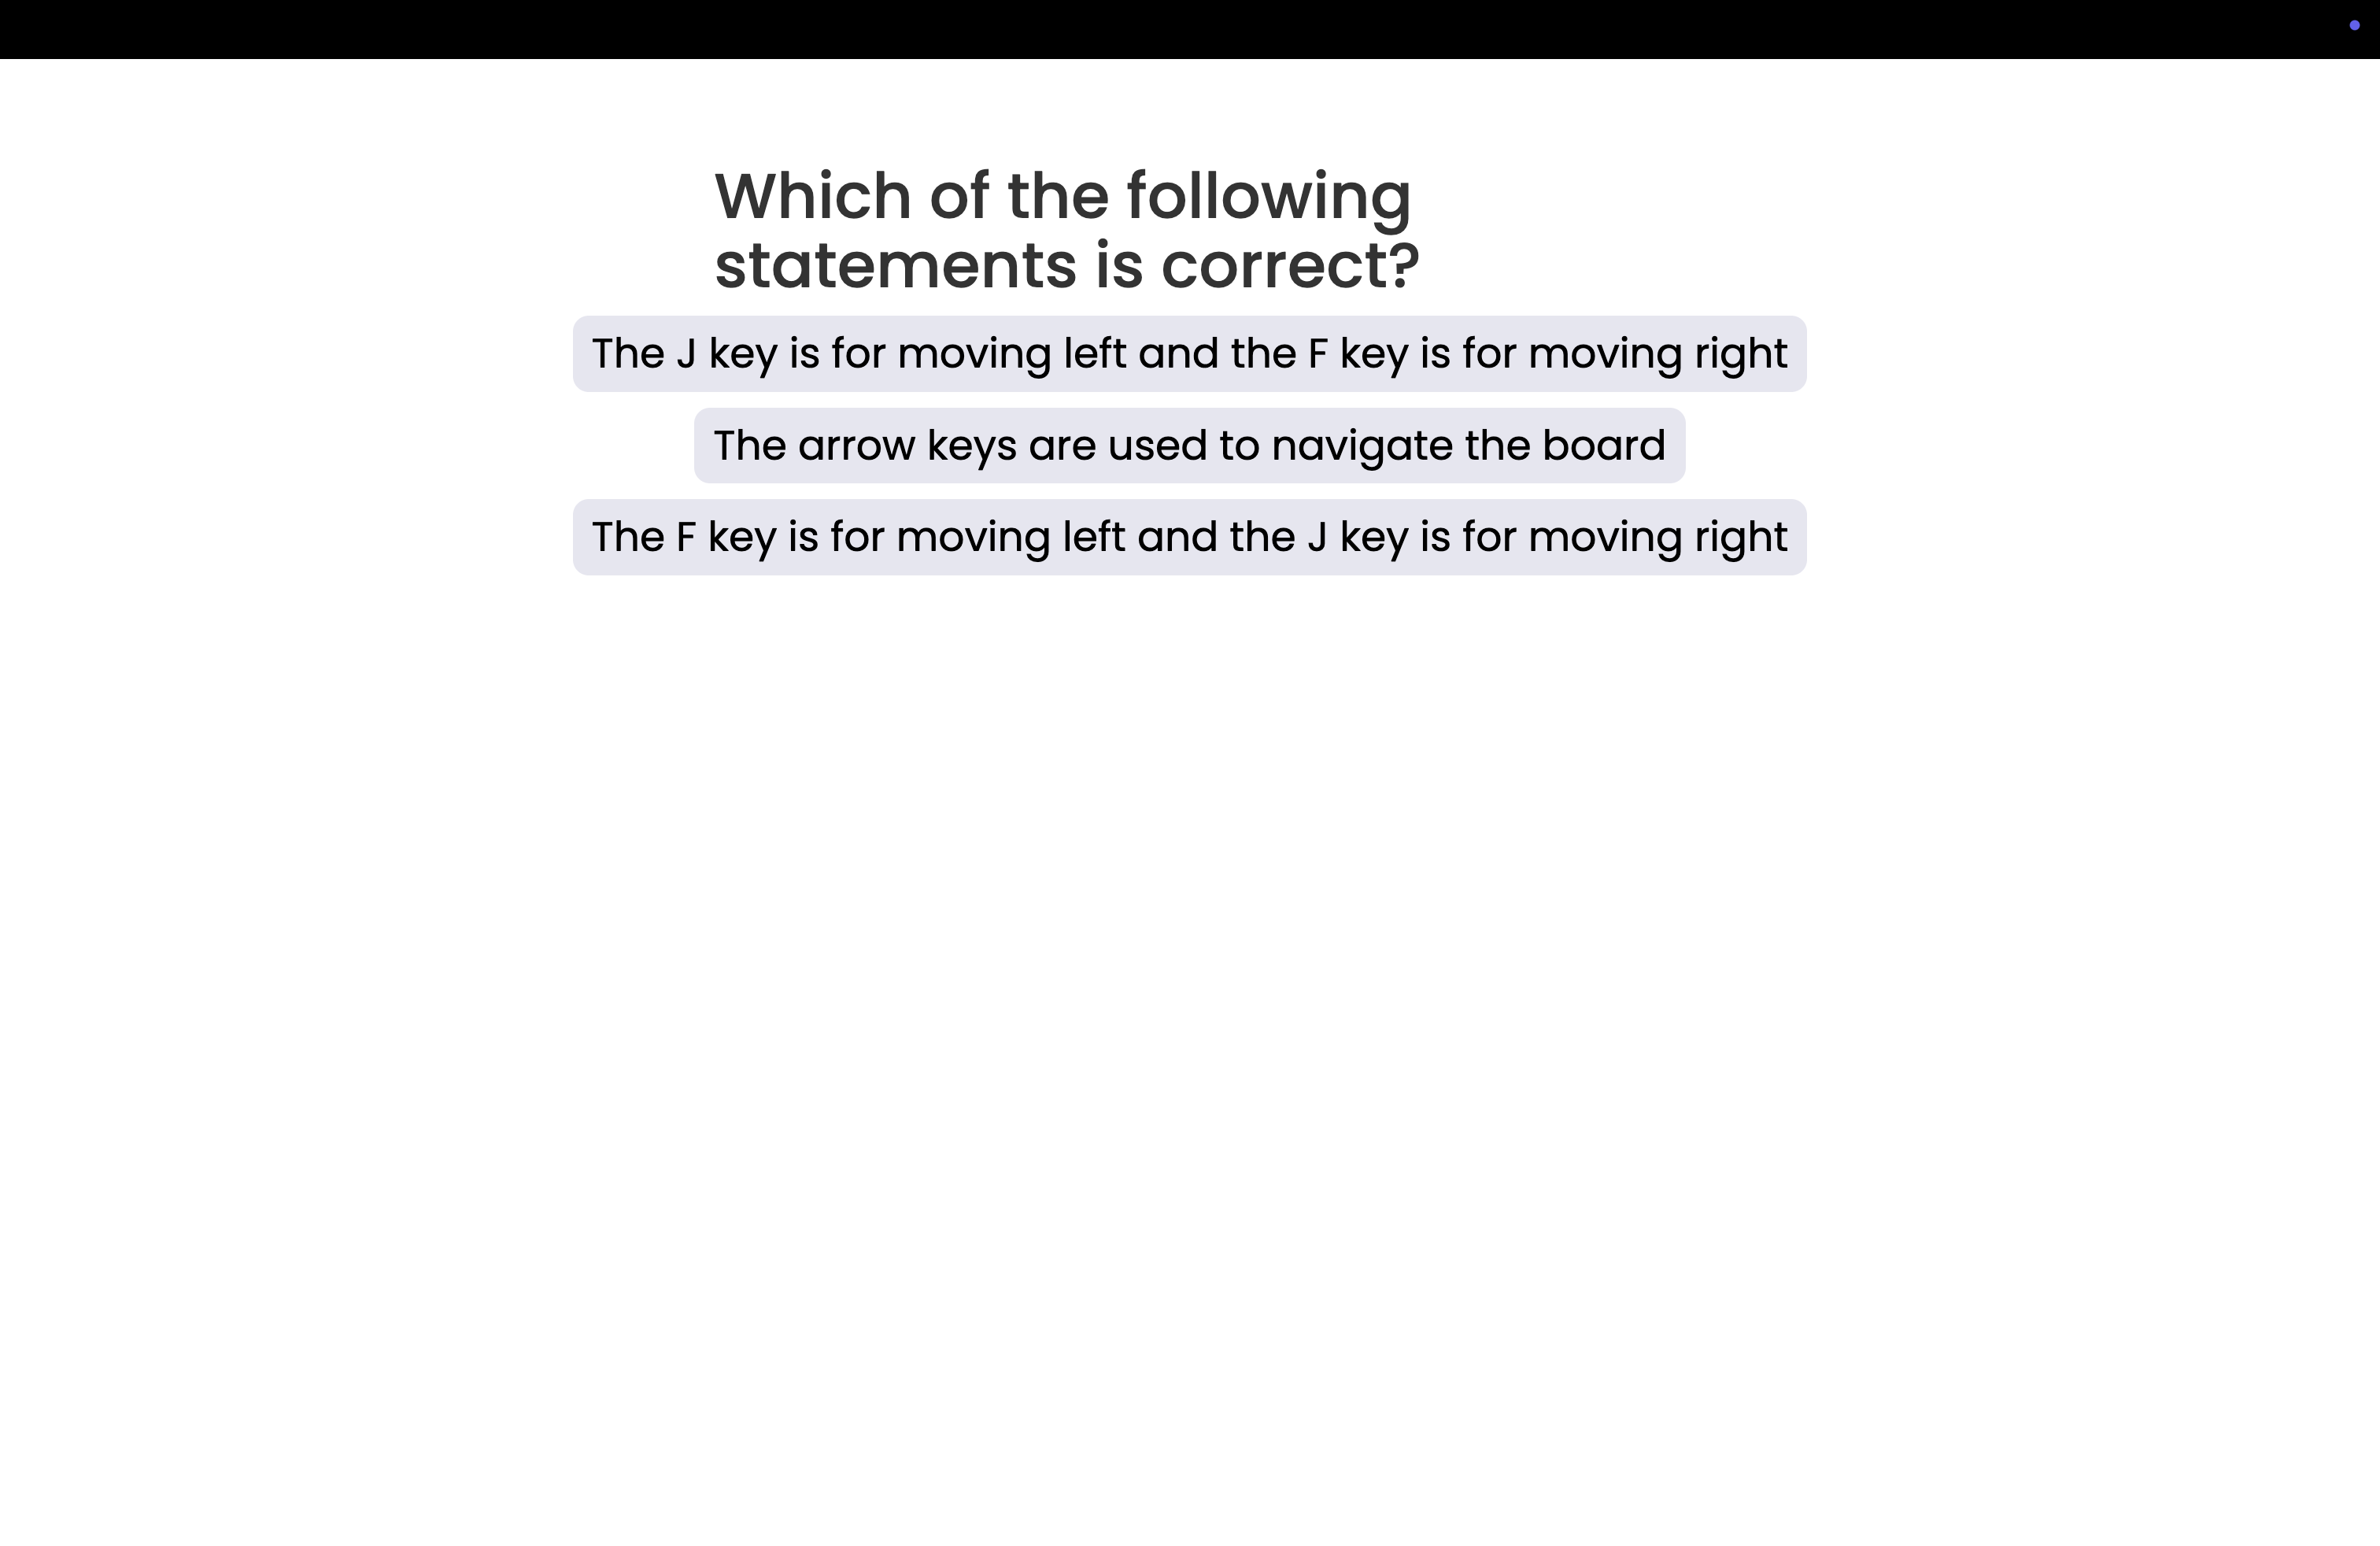 Which of the following
statements is correct?
The J key is for moving left and the F key is for moving right
The arrow keys are used to navigate the board
The F key is for moving left and the J key is for moving right